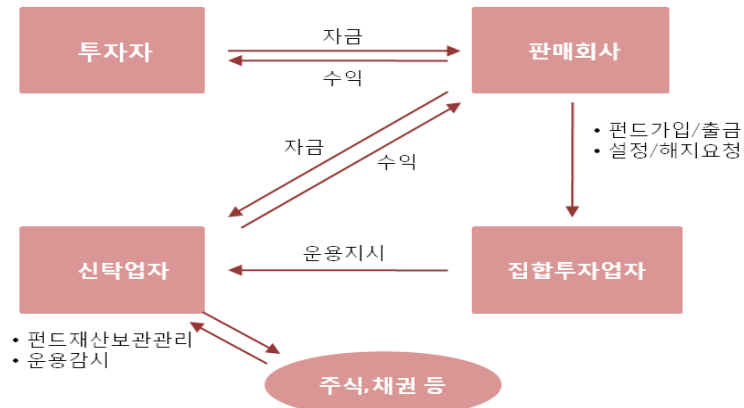 투자자
자금
수익
판매회사
• 펀드가입/출금
• 설정/해지요청
자금
수익
신탁업자
운용지시
집합투자업자
• 펀드재산보관관리
• 운용감시
주식,채권 등